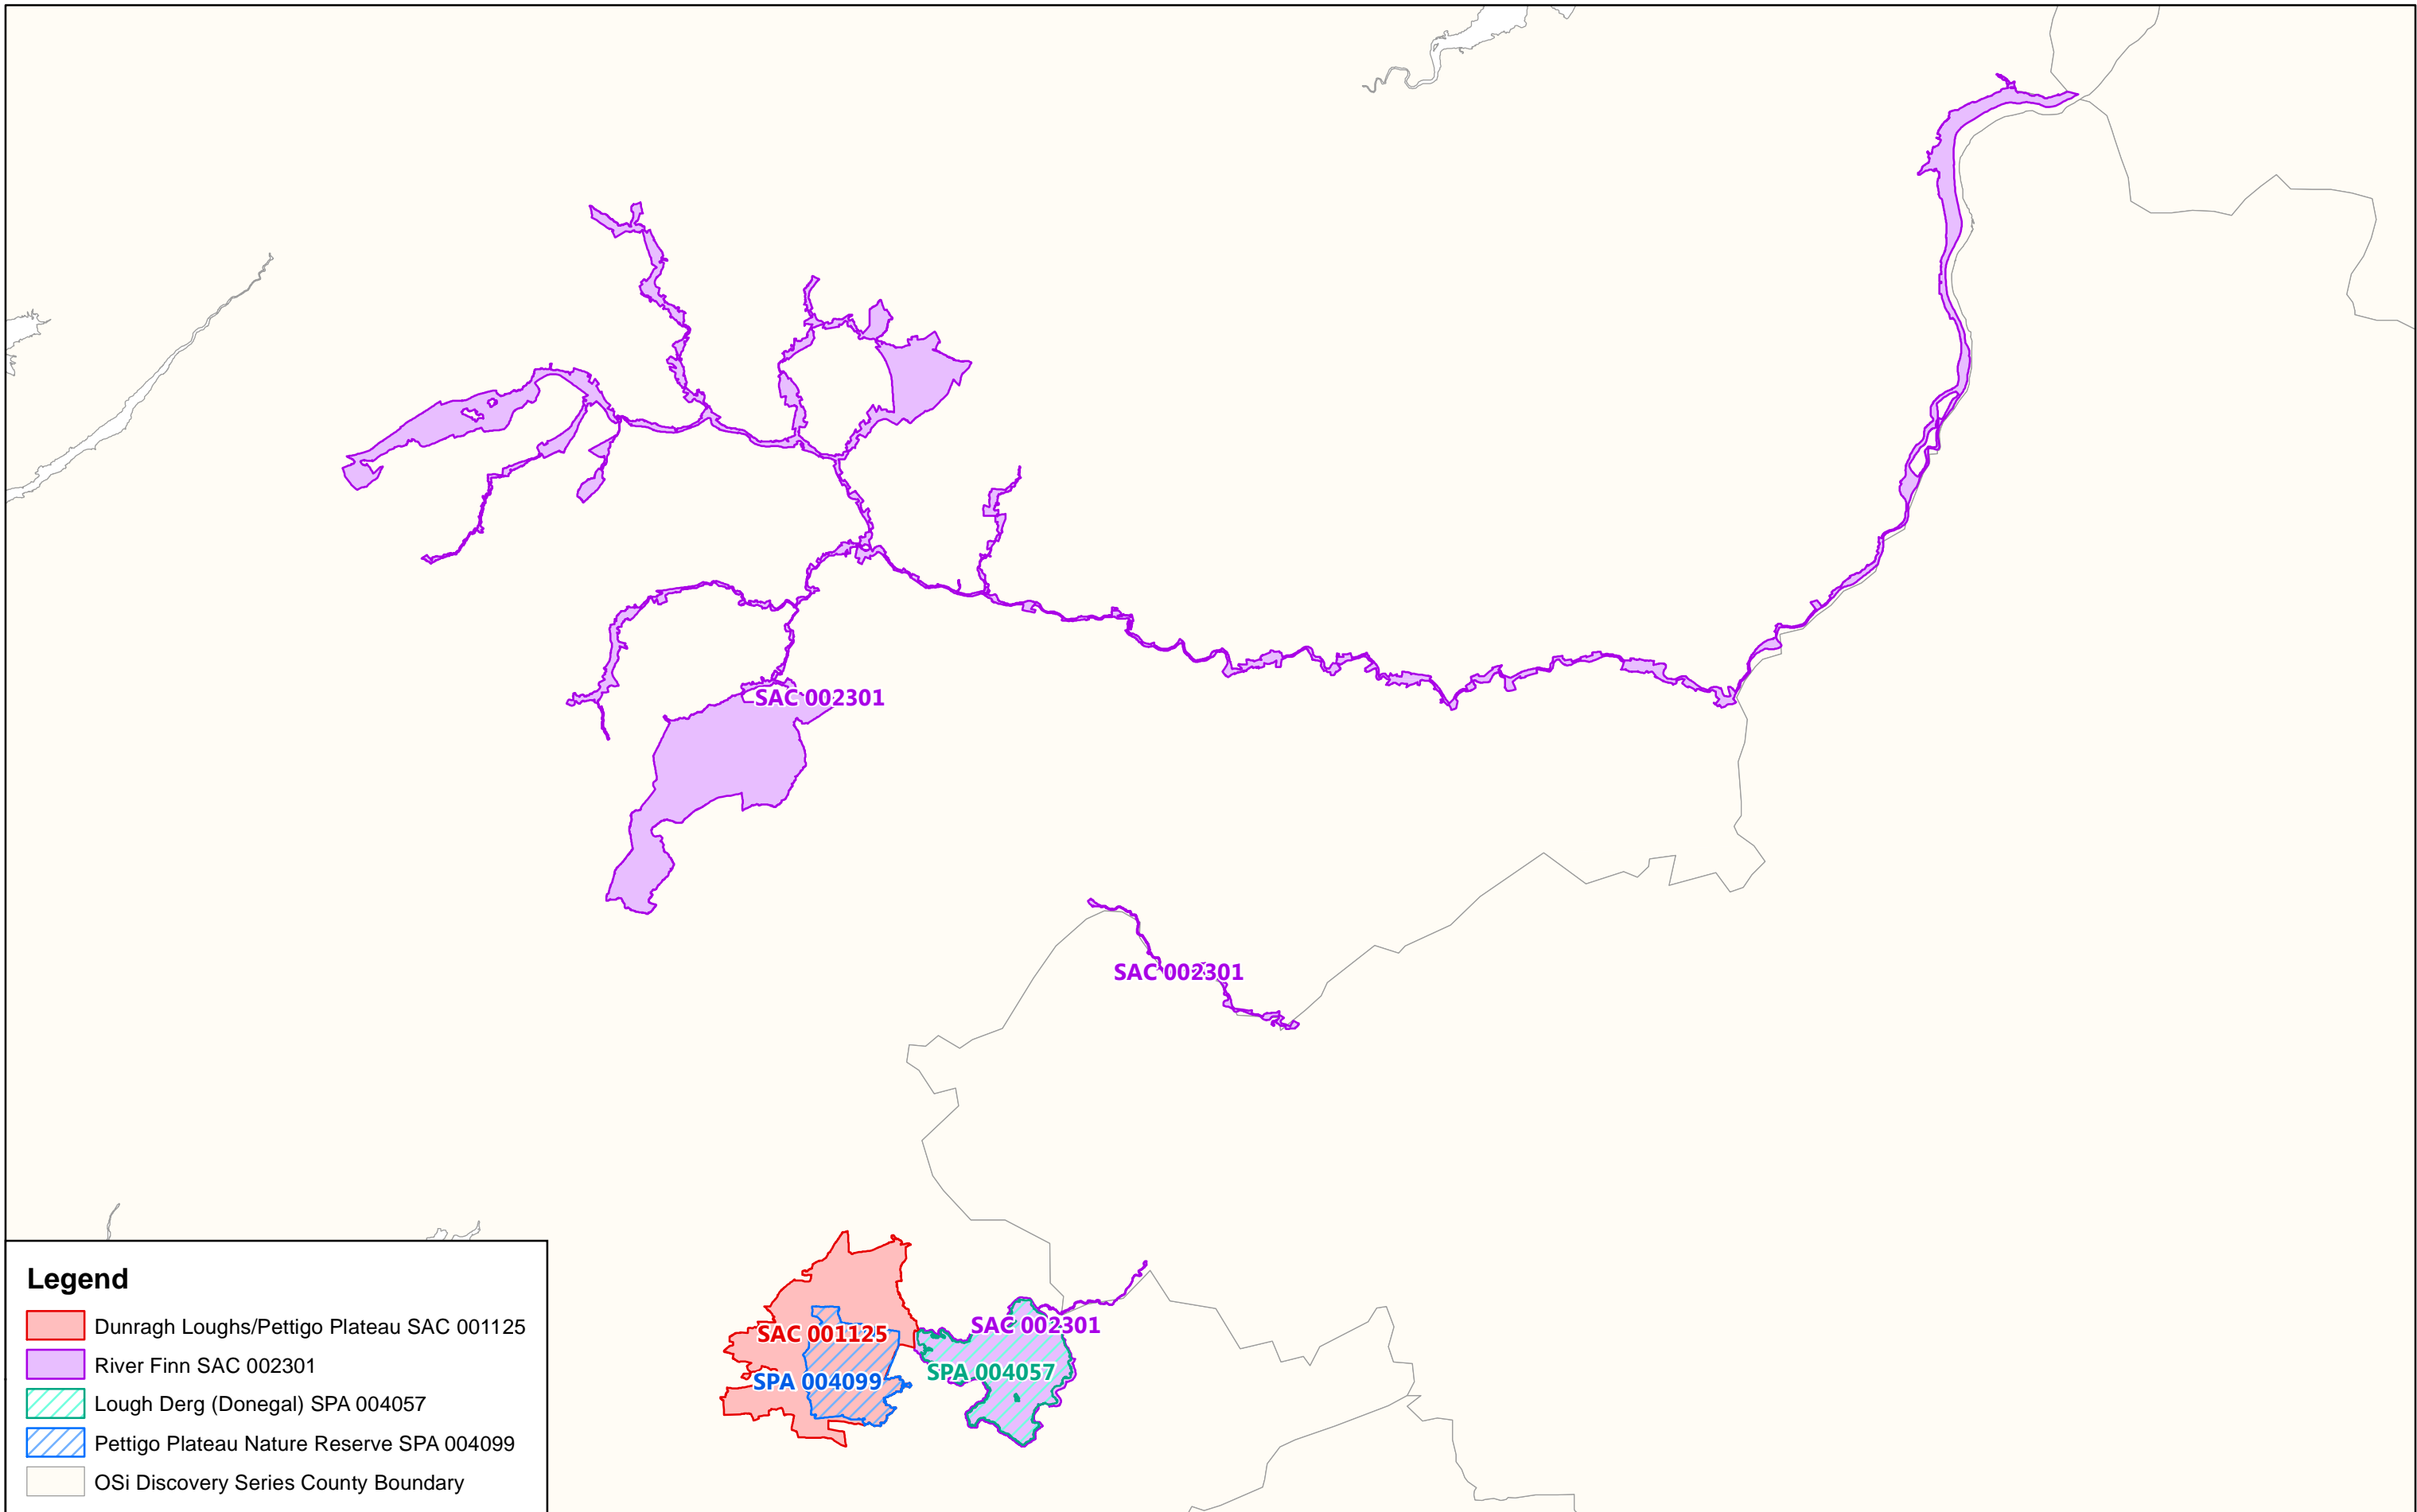 SAC 002301
SAC 002301
SAC 002301
SAC 001125
SPA 004057
SPA 004099
Legend
Dunragh Loughs/Pettigo Plateau SAC 001125
River Finn SAC 002301
Lough Derg (Donegal) SPA 004057
Pettigo Plateau Nature Reserve SPA 004099
OSi Discovery Series County Boundary